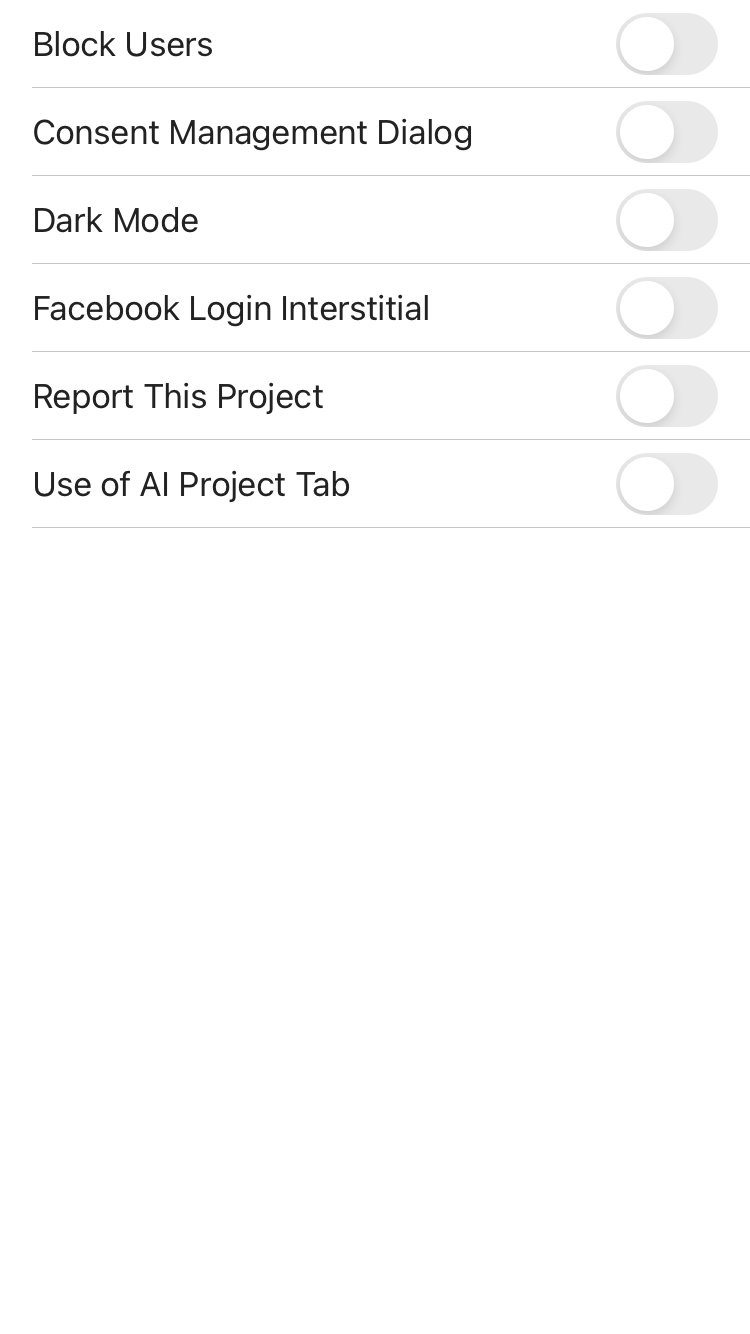 Block Users
Consent Management Dialog
Dark Mode
Facebook Login Interstitial
Report This Project
Use of AI Project Tab